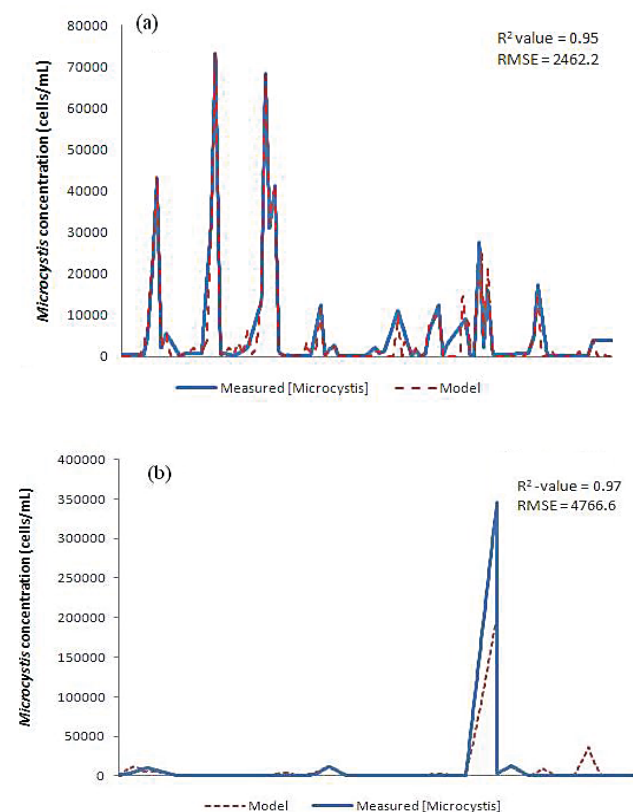 (a)
R² value = 0.95
RMSE = 2462.2
Microcystis concentration (cells/mL)
80000
70000
60000
50000
40000
30000
20000
10000
0
Measured [Microcystis]
Model
(b)
R² -value = 0.97
RMSE = 4766.6
Microcystis concentration (cells/mL)
400000
350000
300000
250000
200000
150000
100000
50000
0
Model
Measured [Microcystis]